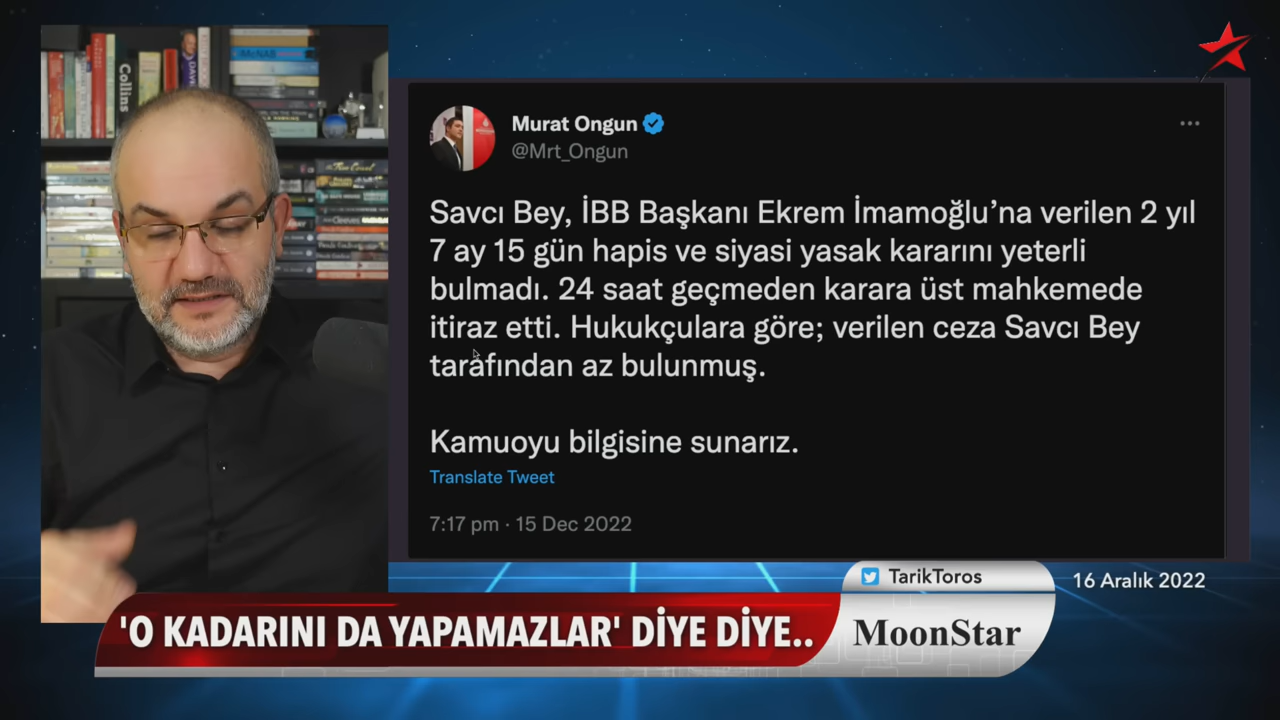 Collins
McNAB
Murat Ongun
@Mrt_Ongun
Savcı Bey, İBB Başkanı Ekrem İmamoğlu'na verilen 2 yıl
7 ay 15 gün hapis ve siyasi yasak kararını yeterli
bulmadı. 24 saat geçmeden karara üst mahkemede
itiraz etti. Hukukçulara göre; verilen ceza Savcı Bey
tarafından az bulunmuş.
Kamuoyu bilgisine sunarız.
Translate Tweet
7:17 pm · 15 Dec 2022
TarikToros
16 Aralık 2022
'O KADARINI DA YAPAMAZLAR' DİYE DİYE..
MoonStar